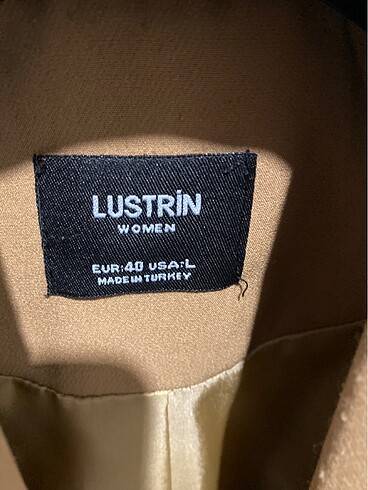 LUSTRİN
WOMEN
EUR:40 USA:L
MADE IN TURKEY